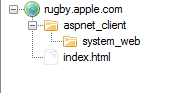 rugby.apple.com
aspnet_client
system_web
index.html